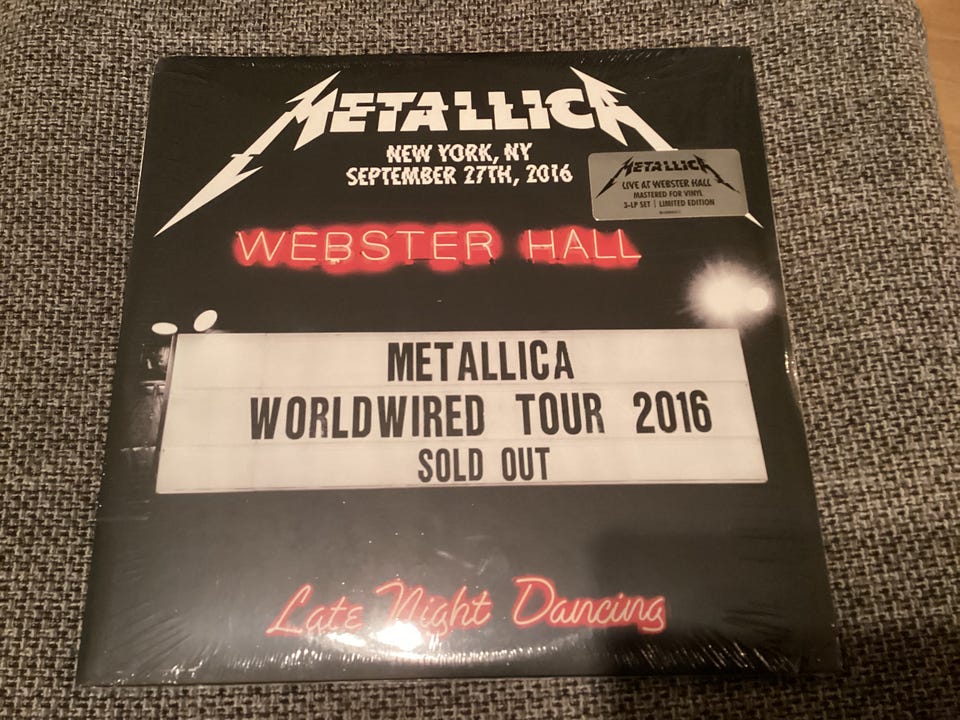 METALLICA
NEW YORK, NY
SEPTEMBER 27TH, 2016
METALLICA
LIVE AT WEBSTER HALL
MASTERED FOR VINYL
3-LP SET | LIMITED EDITION
WEBSTER HALL
METALLICA
WORLDWIRED TOUR 2016
SOLD OUT
Late Night Dancing